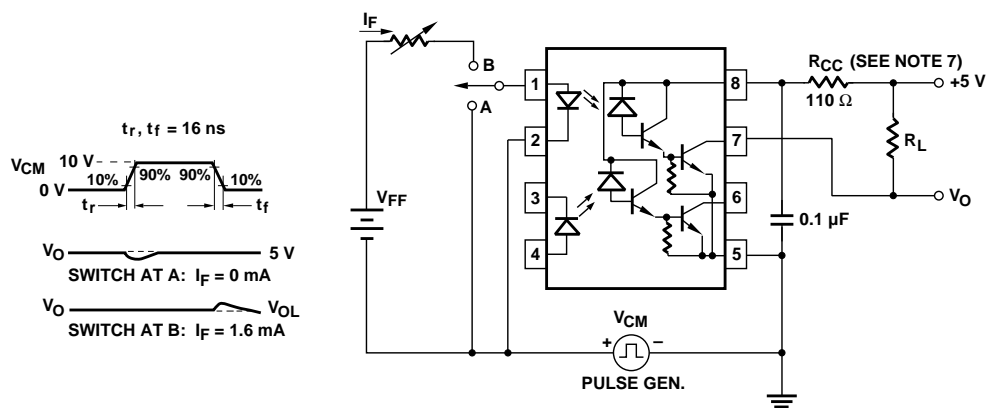 t_r, t_f = 16 ns
V_CM
10 V
0 V
10%
90%
90%
10%
t_r
t_f
V_O
5 V
SWITCH AT A: I_F = 0 mA
V_O
V_OL
SWITCH AT B: I_F = 1.6 mA
I_F
B
A
V_FF
1
2
3
4
8
7
6
5
R_CC (SEE NOTE 7)
110 Ω
+5 V
R_L
V_O
0.1 µF
V_CM
+
–
PULSE GEN.